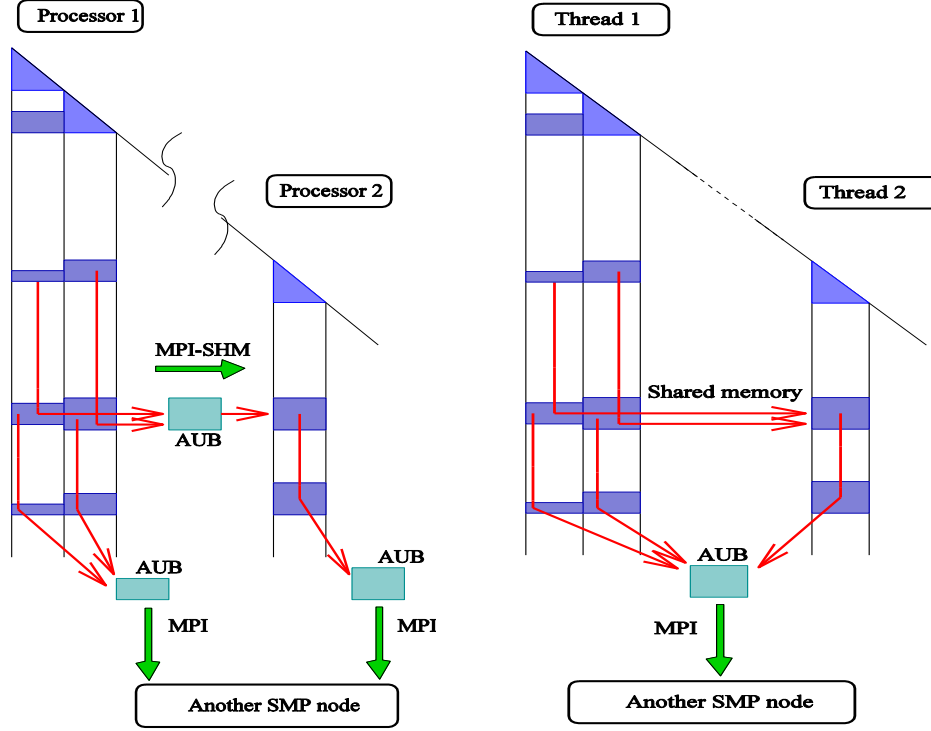 Processor 1
Thread 1
Processor 2
Thread 2
MPI-SHM
Shared memory
AUB
AUB
AUB
AUB
MPI
MPI
MPI
Another SMP node
Another SMP node